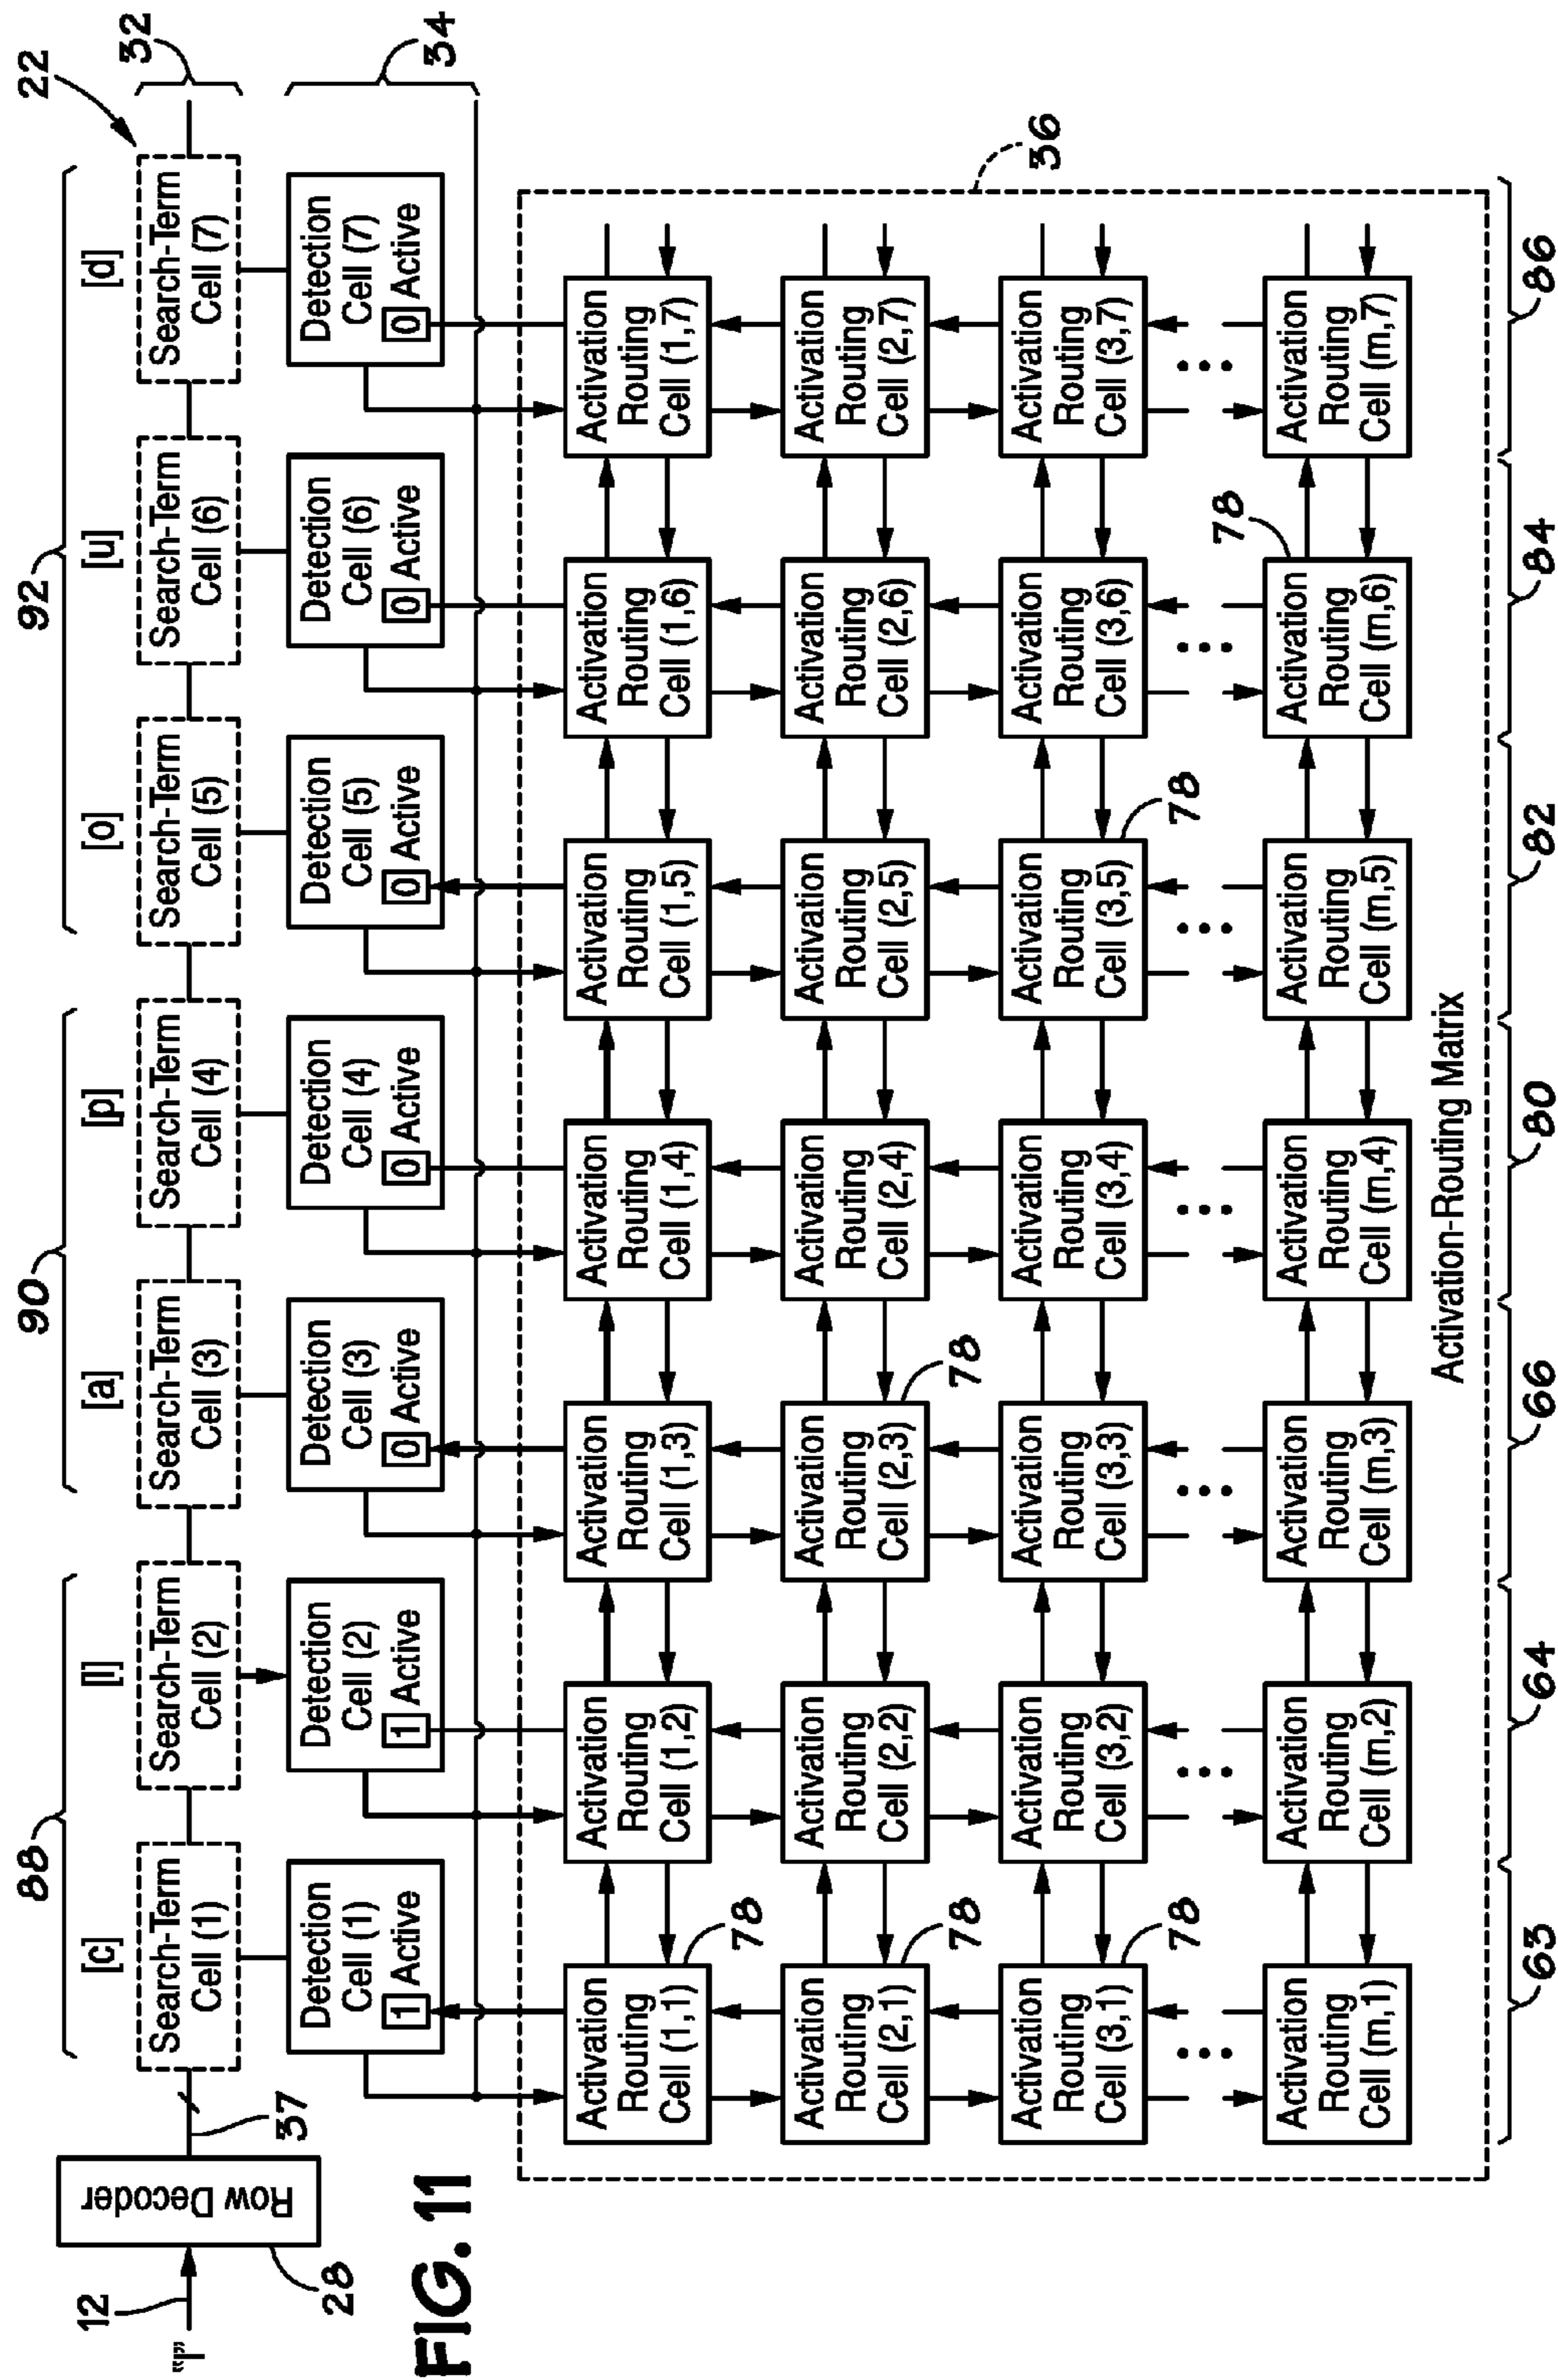 92
90
88
22
32
[c]
[l]
[a]
[p]
[o]
[u]
[d]
"l"
12
Row Decoder
28
37
Search-Term
Cell (1)
Search-Term
Cell (2)
Search-Term
Cell (3)
Search-Term
Cell (4)
Search-Term
Cell (5)
Search-Term
Cell (6)
Search-Term
Cell (7)
34
Detection
Cell (1)
1 Active
Detection
Cell (2)
1 Active
Detection
Cell (3)
0 Active
Detection
Cell (4)
0 Active
Detection
Cell (5)
0 Active
Detection
Cell (6)
0 Active
Detection
Cell (7)
0 Active
FIG. 11
36
Activation
Routing
Cell (1,1)
78
Activation
Routing
Cell (1,2)
Activation
Routing
Cell (1,3)
Activation
Routing
Cell (1,4)
Activation
Routing
Cell (1,5)
Activation
Routing
Cell (1,6)
Activation
Routing
Cell (1,7)
Activation
Routing
Cell (2,1)
78
Activation
Routing
Cell (2,2)
Activation
Routing
Cell (2,3)
78
Activation
Routing
Cell (2,4)
Activation
Routing
Cell (2,5)
Activation
Routing
Cell (2,6)
Activation
Routing
Cell (2,7)
Activation
Routing
Cell (3,1)
78
Activation
Routing
Cell (3,2)
Activation
Routing
Cell (3,3)
Activation
Routing
Cell (3,4)
Activation
Routing
Cell (3,5)
78
Activation
Routing
Cell (3,6)
Activation
Routing
Cell (3,7)
Activation
Routing
Cell (m,1)
Activation
Routing
Cell (m,2)
Activation
Routing
Cell (m,3)
Activation
Routing
Cell (m,4)
Activation
Routing
Cell (m,5)
78
Activation
Routing
Cell (m,6)
Activation
Routing
Cell (m,7)
Activation-Routing Matrix
63
64
66
80
82
84
86